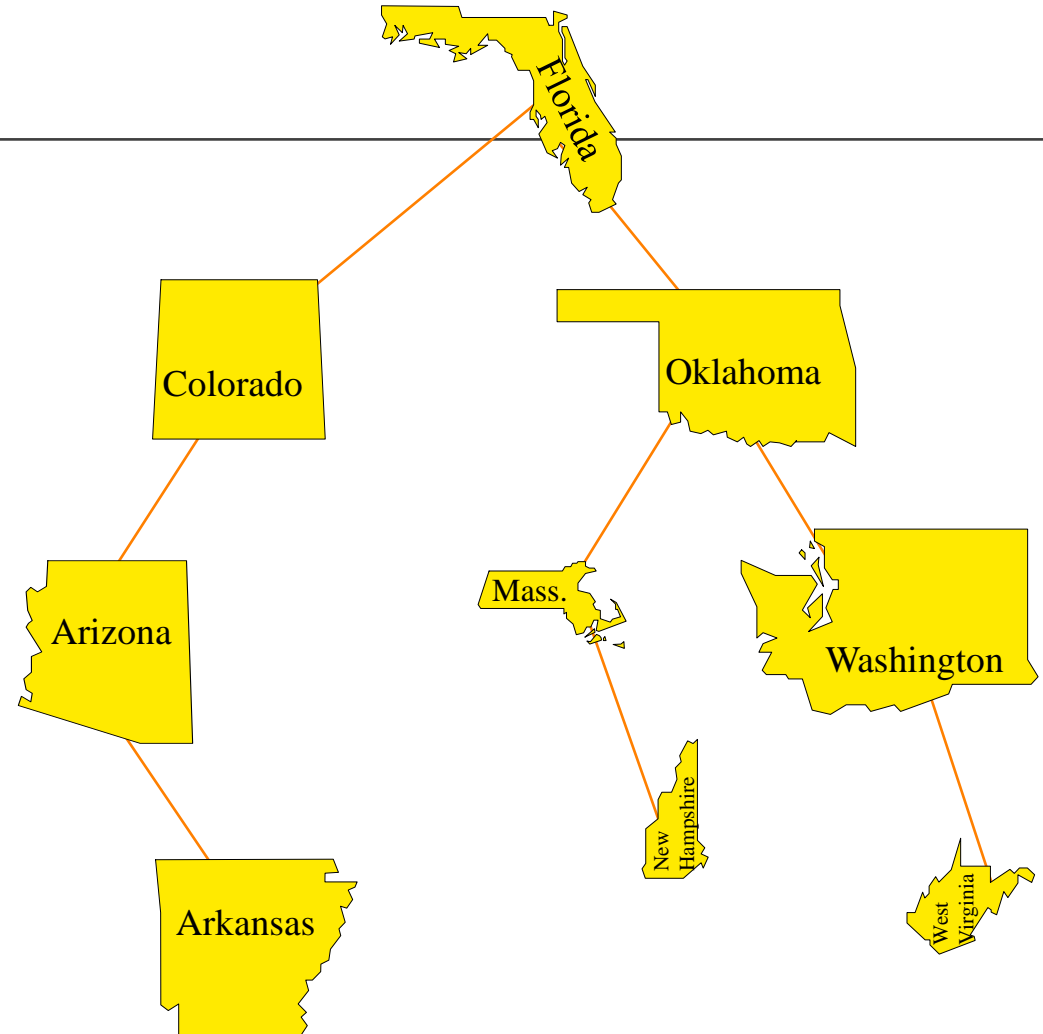 Florida
Colorado
Oklahoma
Mass.
Arizona
Washington
New
Hampshire
West
Virginia
Arkansas